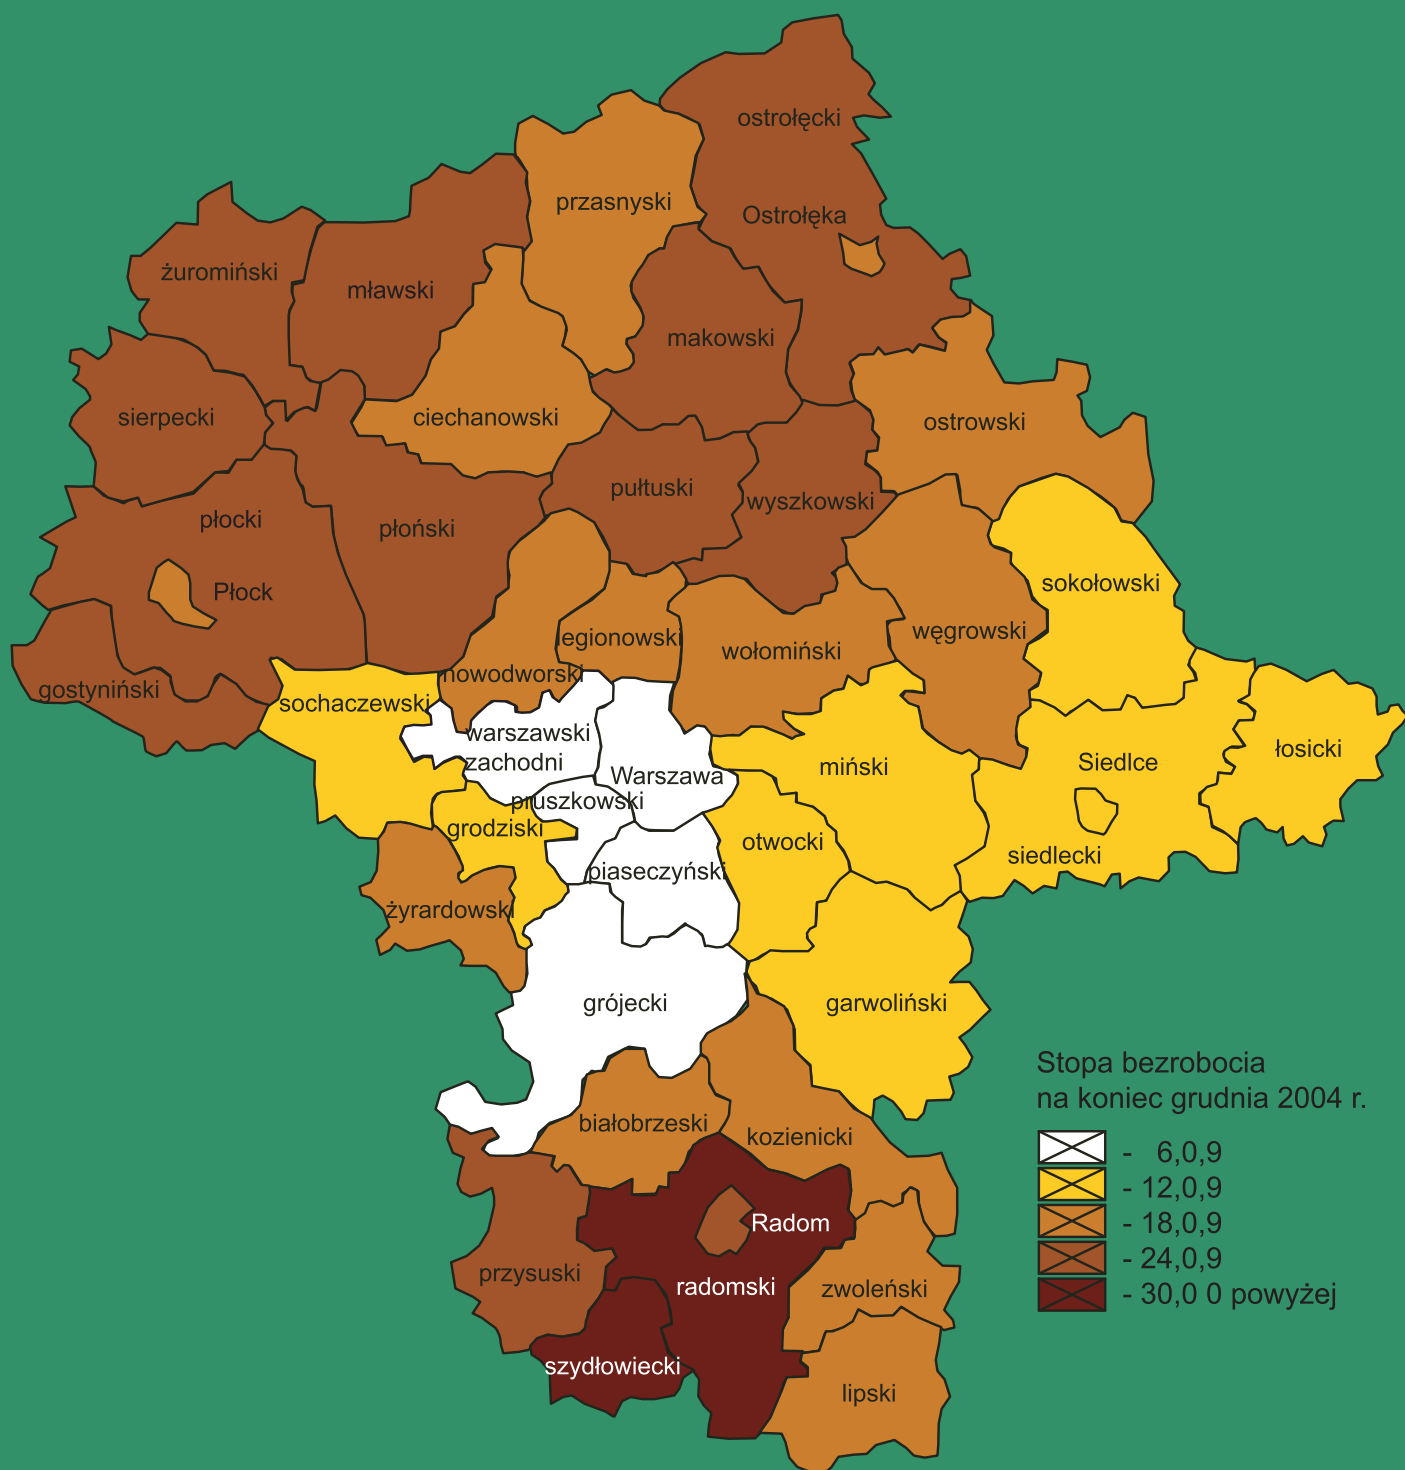 ostrołęcki
przasnyski
Ostrołęka
żuromiński
mławski
makowski
sierpecki
ciechanowski
ostrowski
pułtuski
wyszkowski
płocki
płoński
sokołowski
Płock
legionowski
węgrowski
wołomiński
nowodworski
gostyniński
sochaczewski
warszawski
zachodni
Warszawa
miński
Siedlce
łosicki
pruszkowski
grodziski
otwocki
siedlecki
piaseczyński
żyrardowski
grójecki
garwoliński
białobrzeski
kozienicki
Radom
przysuski
radomski
zwoleński
szydłowiecki
lipski
Stopa bezrobocia
na koniec grudnia 2004 r.
- 6,0,9
- 12,0,9
- 18,0,9
- 24,0,9
- 30,0 0 powyżej